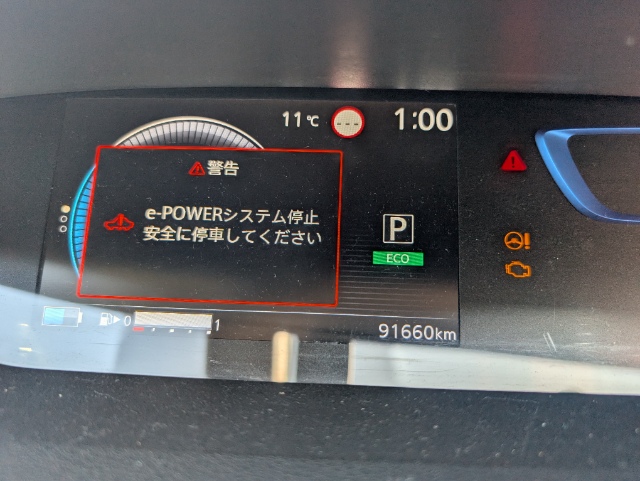 11℃
---
1:00
警告
e-POWERシステム停止
安全に停車してください
P
ECO
0
1
91660km